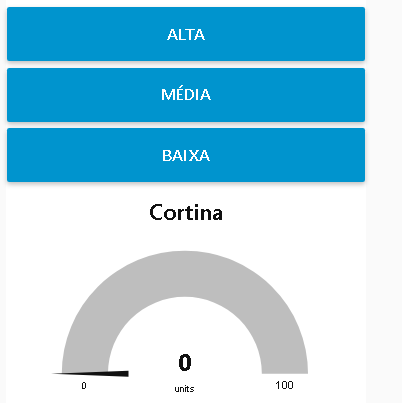 ALTA
MÉDIA
BAIXA
Cortina
0
0
units
100